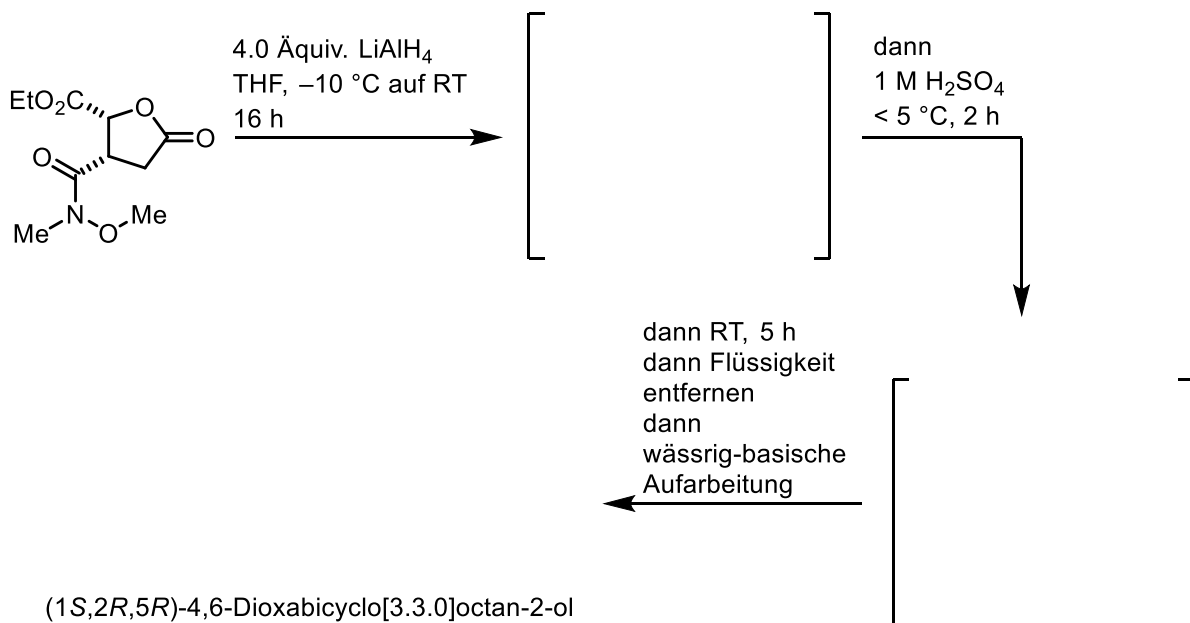 4.0 Äquiv. LiAlH₄
THF, –10 °C auf RT
16 h
dann
1 M H₂SO₄
< 5 °C, 2 h
EtO₂C
O
O
O
N
Me
O
Me
dann RT, 5 h
dann Flüssigkeit
entfernen
dann
wässrig-basische
Aufarbeitung
(1S,2R,5R)-4,6-Dioxabicyclo[3.3.0]octan-2-ol